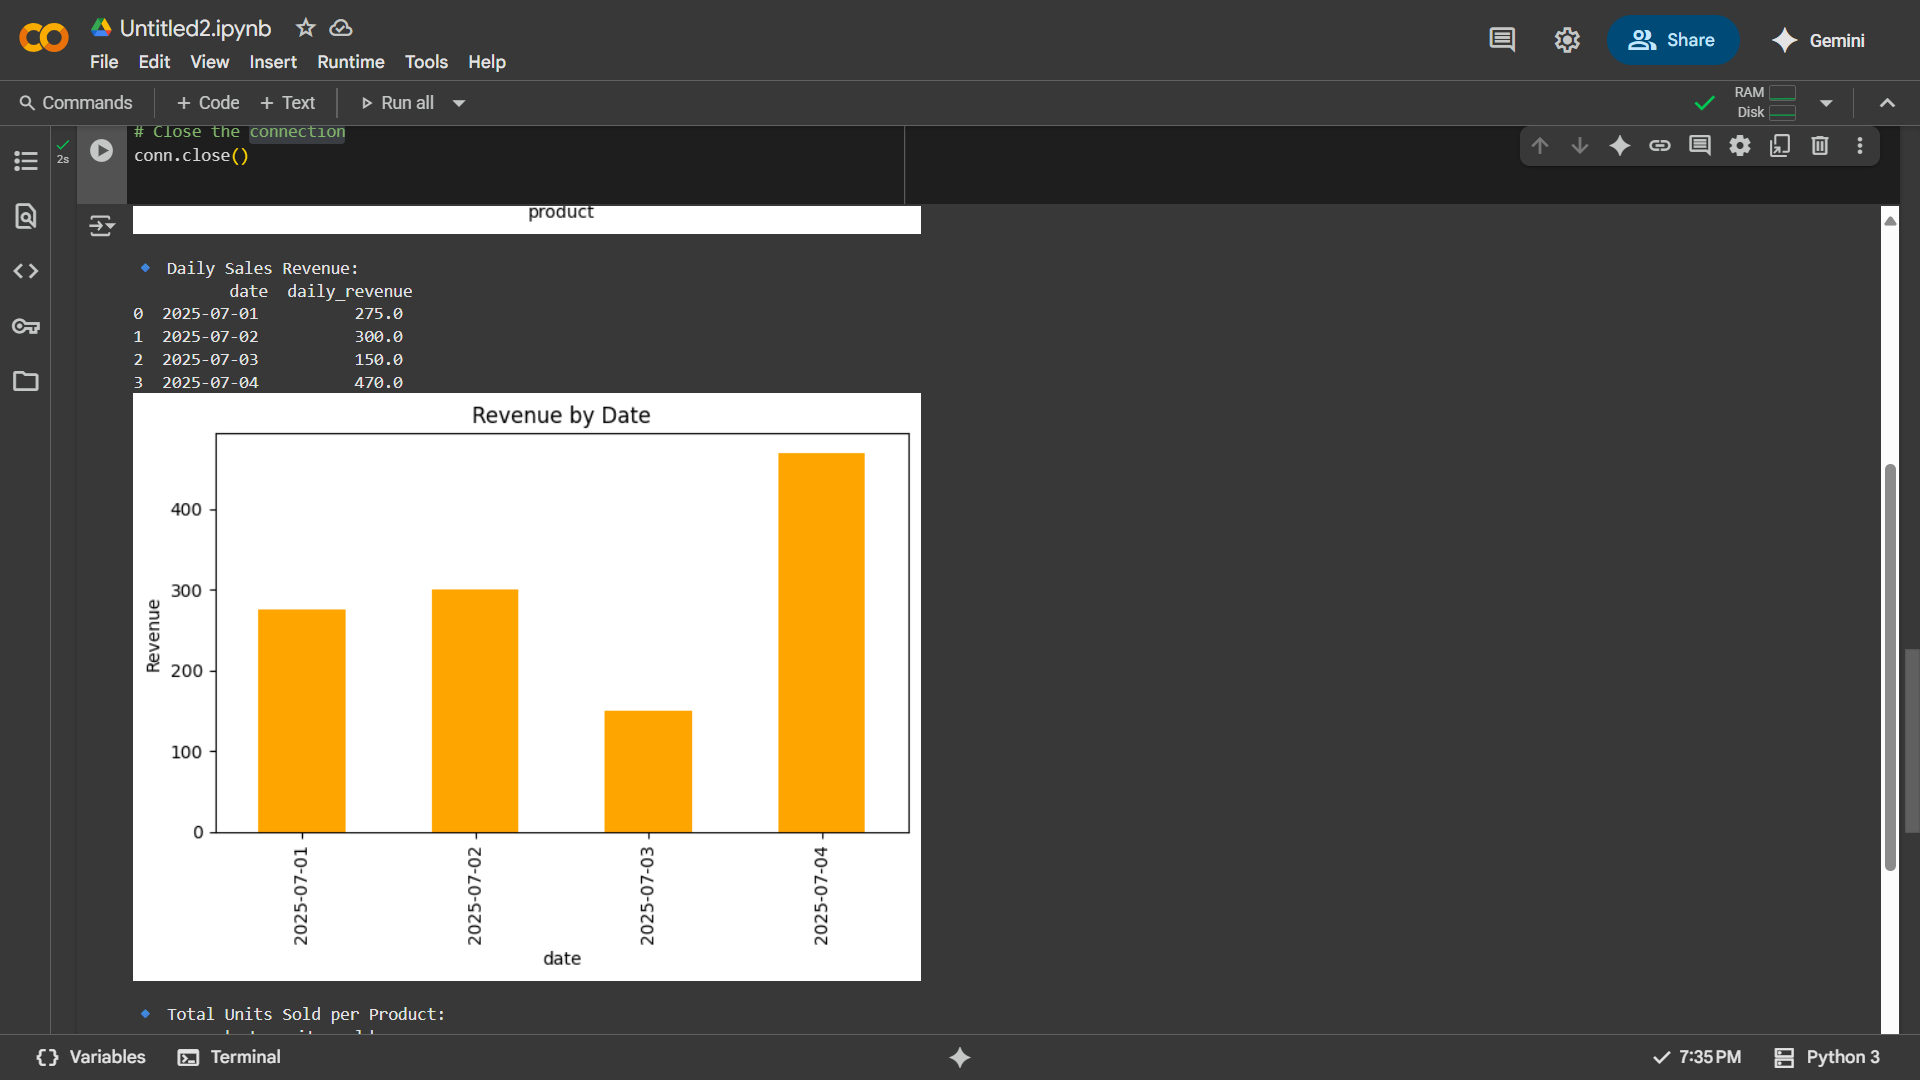 Untitled2.ipynb
File Edit View Insert Runtime Tools Help
Share
Gemini
Commands
+ Code + Text
Run all
RAM
Disk
2s
# Close the connection
conn.close()
product
Daily Sales Revenue:
date daily_revenue
0 2025-07-01 275.0
1 2025-07-02 300.0
2 2025-07-03 150.0
3 2025-07-04 470.0
Revenue by Date
400
300
200
100
0
Revenue
2025-07-01
2025-07-02
2025-07-03
2025-07-04
date
Total Units Sold per Product:
Variables Terminal
7:35 PM Python 3